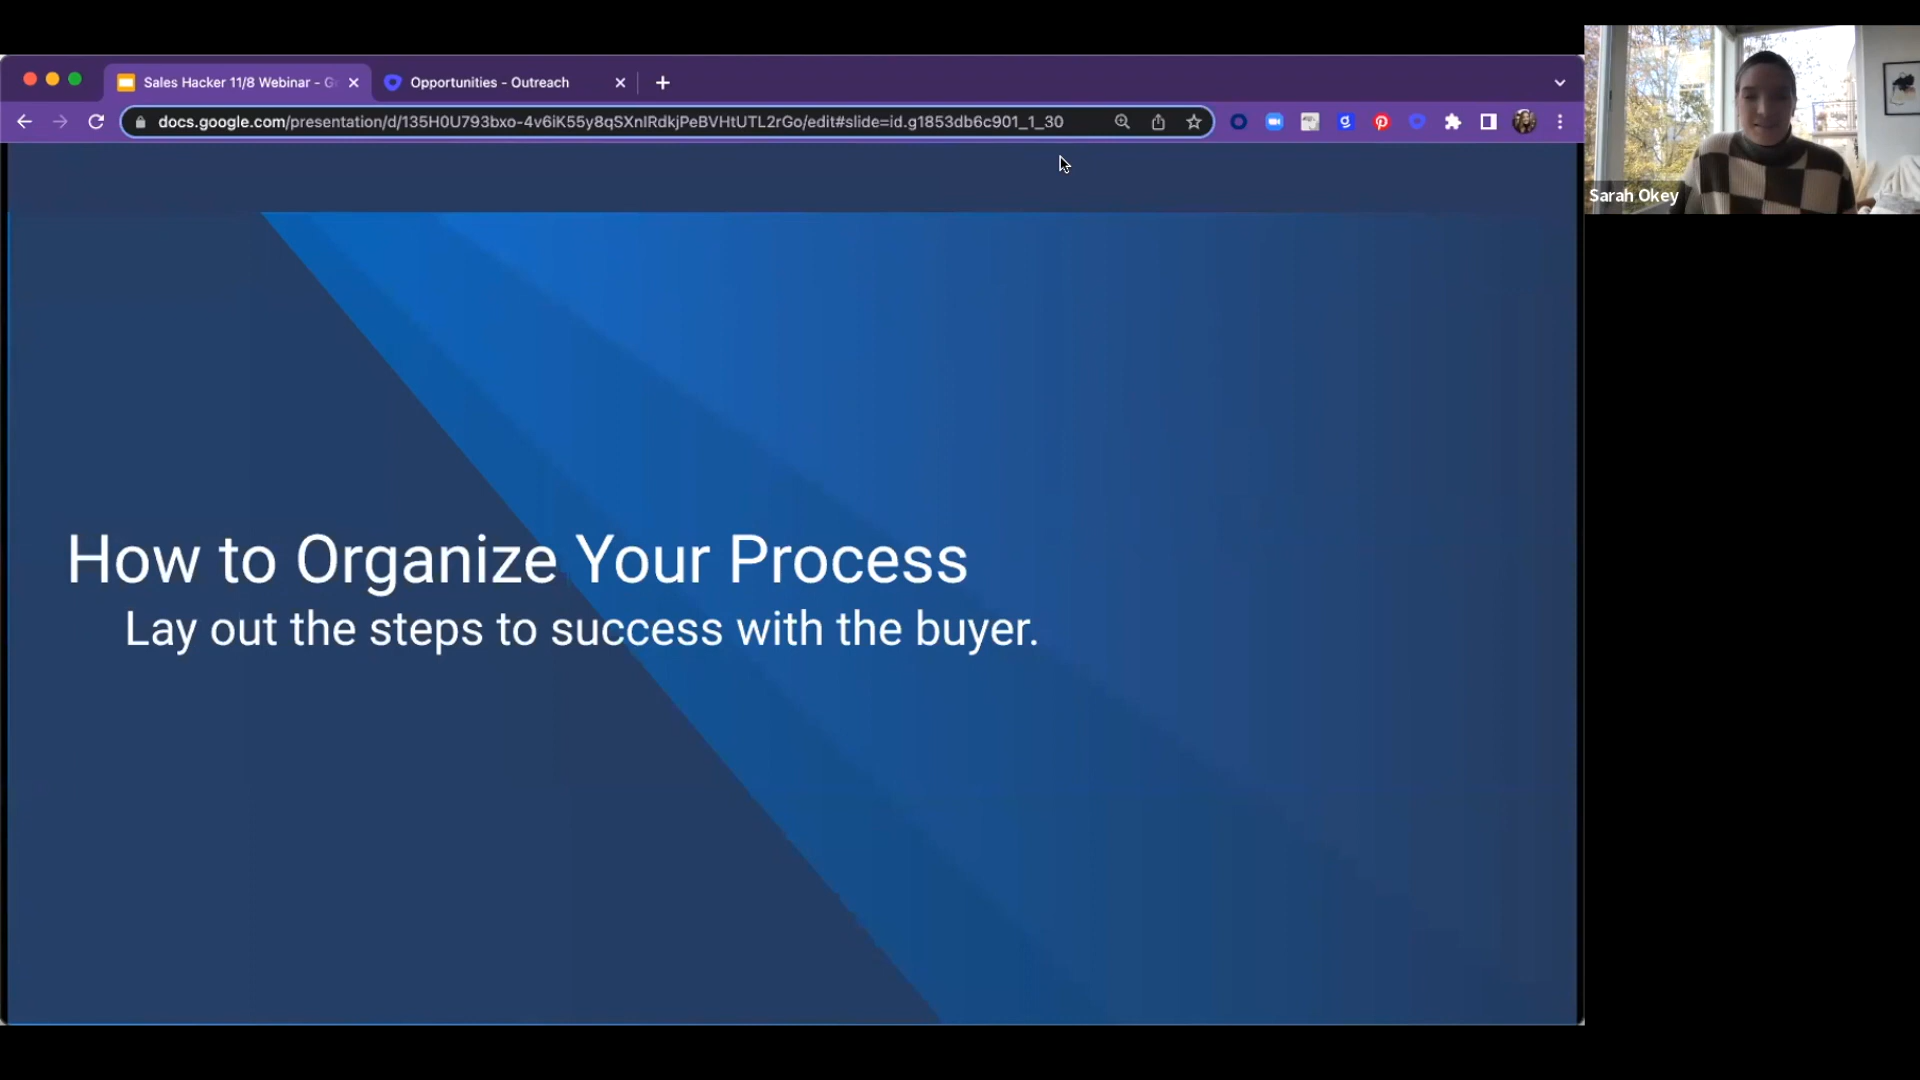 Sales Hacker 11/8 Webinar - G
Opportunities - Outreach
docs.google.com/presentation/d/135H0U793bxo-4v6iK55y8qSXnIRdkjPeBVHtUTL2rGo/edit#slide=id.g1853db6c901_1_30
Sarah Okey
How to Organize Your Process
Lay out the steps to success with the buyer.